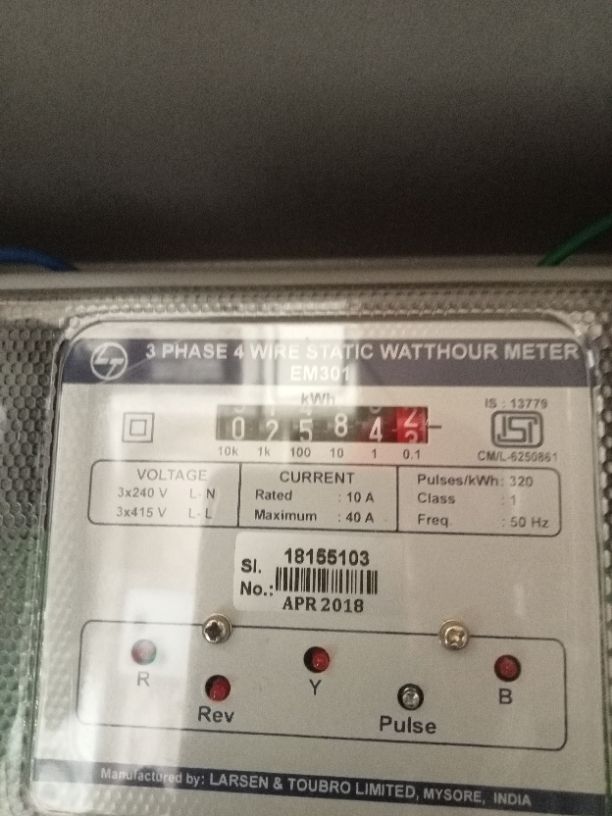 3 PHASE 4 WIRE STATIC WATTHOUR METER
EM301
kWh
0 2 5 8 4 2
10k 1k 100 10 1 0.1
IS : 13779
ISI
CM/L-6250861
VOLTAGE
3x240 V L- N
3x415 V L- L
CURRENT
Rated : 10 A
Maximum : 40 A
Pulses/kWh: 320
Class : 1
Freq. : 50 Hz
Sl. No.: 18155103
APR 2018
R
Rev
Y
Pulse
B
Manufactured by: LARSEN & TOUBRO LIMITED, MYSORE, INDIA